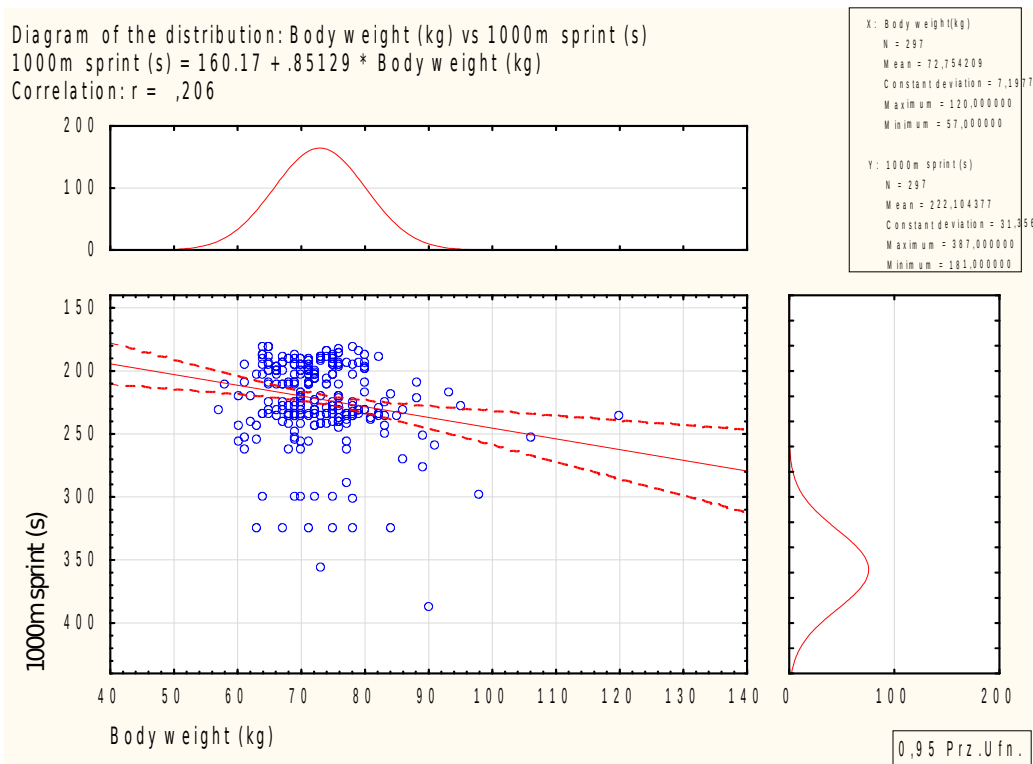 Diagram of the distribution: Body weight (kg) vs 1000m sprint (s)
1000m sprint (s) = 160.17 + .85129 * Body weight (kg)
Correlation: r = ,206
X: Body weight(kg)
N = 297
Mean = 72,754209
Constant deviation = 7,1977
Maximum = 120,000000
Minimum = 57,000000
Y: 1000m sprint(s)
N = 297
Mean = 222,104377
Constant deviation = 31,356
Maximum = 387,000000
Minimum = 181,000000
200
100
0
150
200
250
300
350
400
1000m sprint (s)
40 50 60 70 80 90 100 110 120 130 140
Body weight (kg)
0 100 200
0,95 Prz.Ufn.